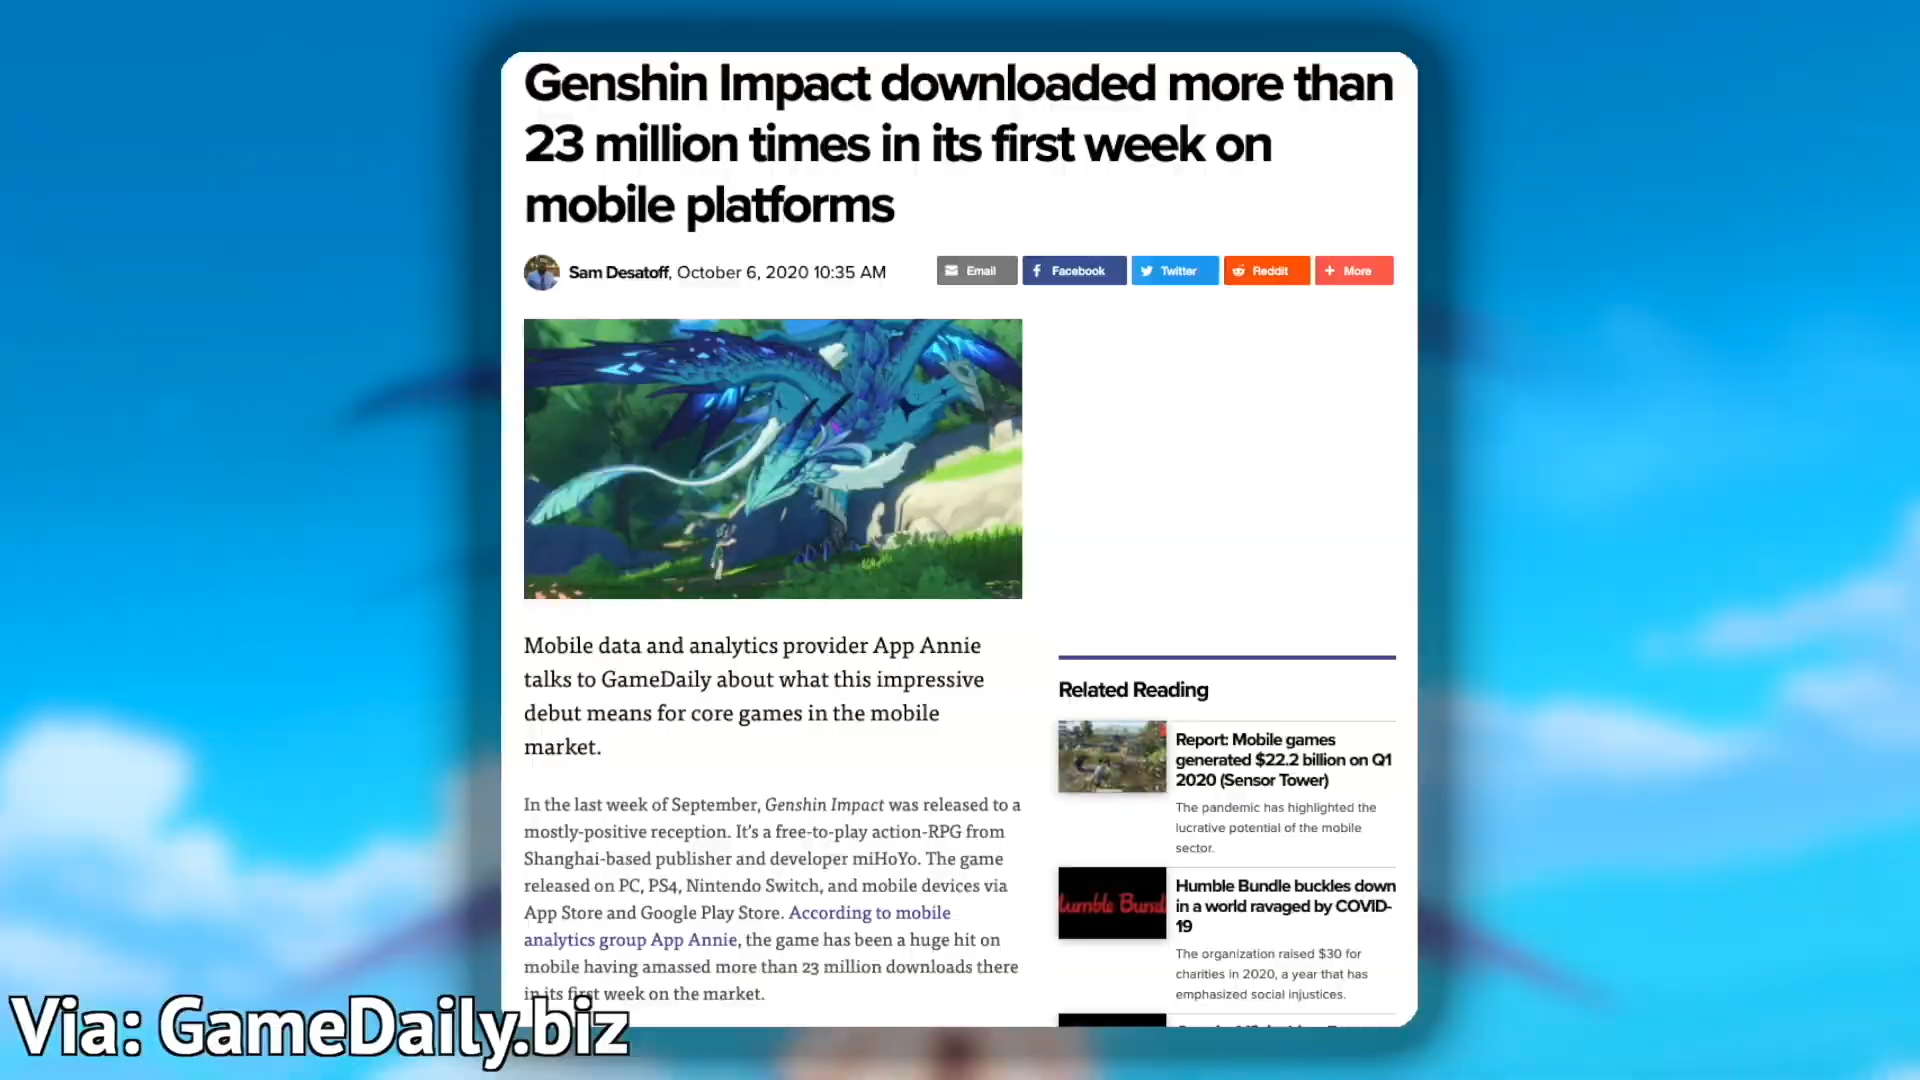 Genshin Impact downloaded more than
23 million times in its first week on
mobile platforms
Sam Desatoff, October 6, 2020 10:35 AM
Email
Facebook
Twitter
Reddit
More
Mobile data and analytics provider App Annie
talks to GameDaily about what this impressive
debut means for core games in the mobile
market.
In the last week of September, Genshin Impact was released to a
mostly-positive reception. It's a free-to-play action-RPG from
Shanghai-based publisher and developer miHoYo. The game
released on PC, PS4, Nintendo Switch, and mobile devices via
App Store and Google Play Store. According to mobile
analytics group App Annie, the game has been a huge hit on
mobile having amassed more than 23 million downloads there
in its first week on the market.
Related Reading
Report: Mobile games
generated $22.2 billion on Q1
2020 (Sensor Tower)
The pandemic has highlighted the
lucrative potential of the mobile
sector.
Humble Bundle buckles down
in a world ravaged by COVID-
19
The organization raised $30 for
charities in 2020, a year that has
emphasized social injustices.
Via: GameDaily.biz